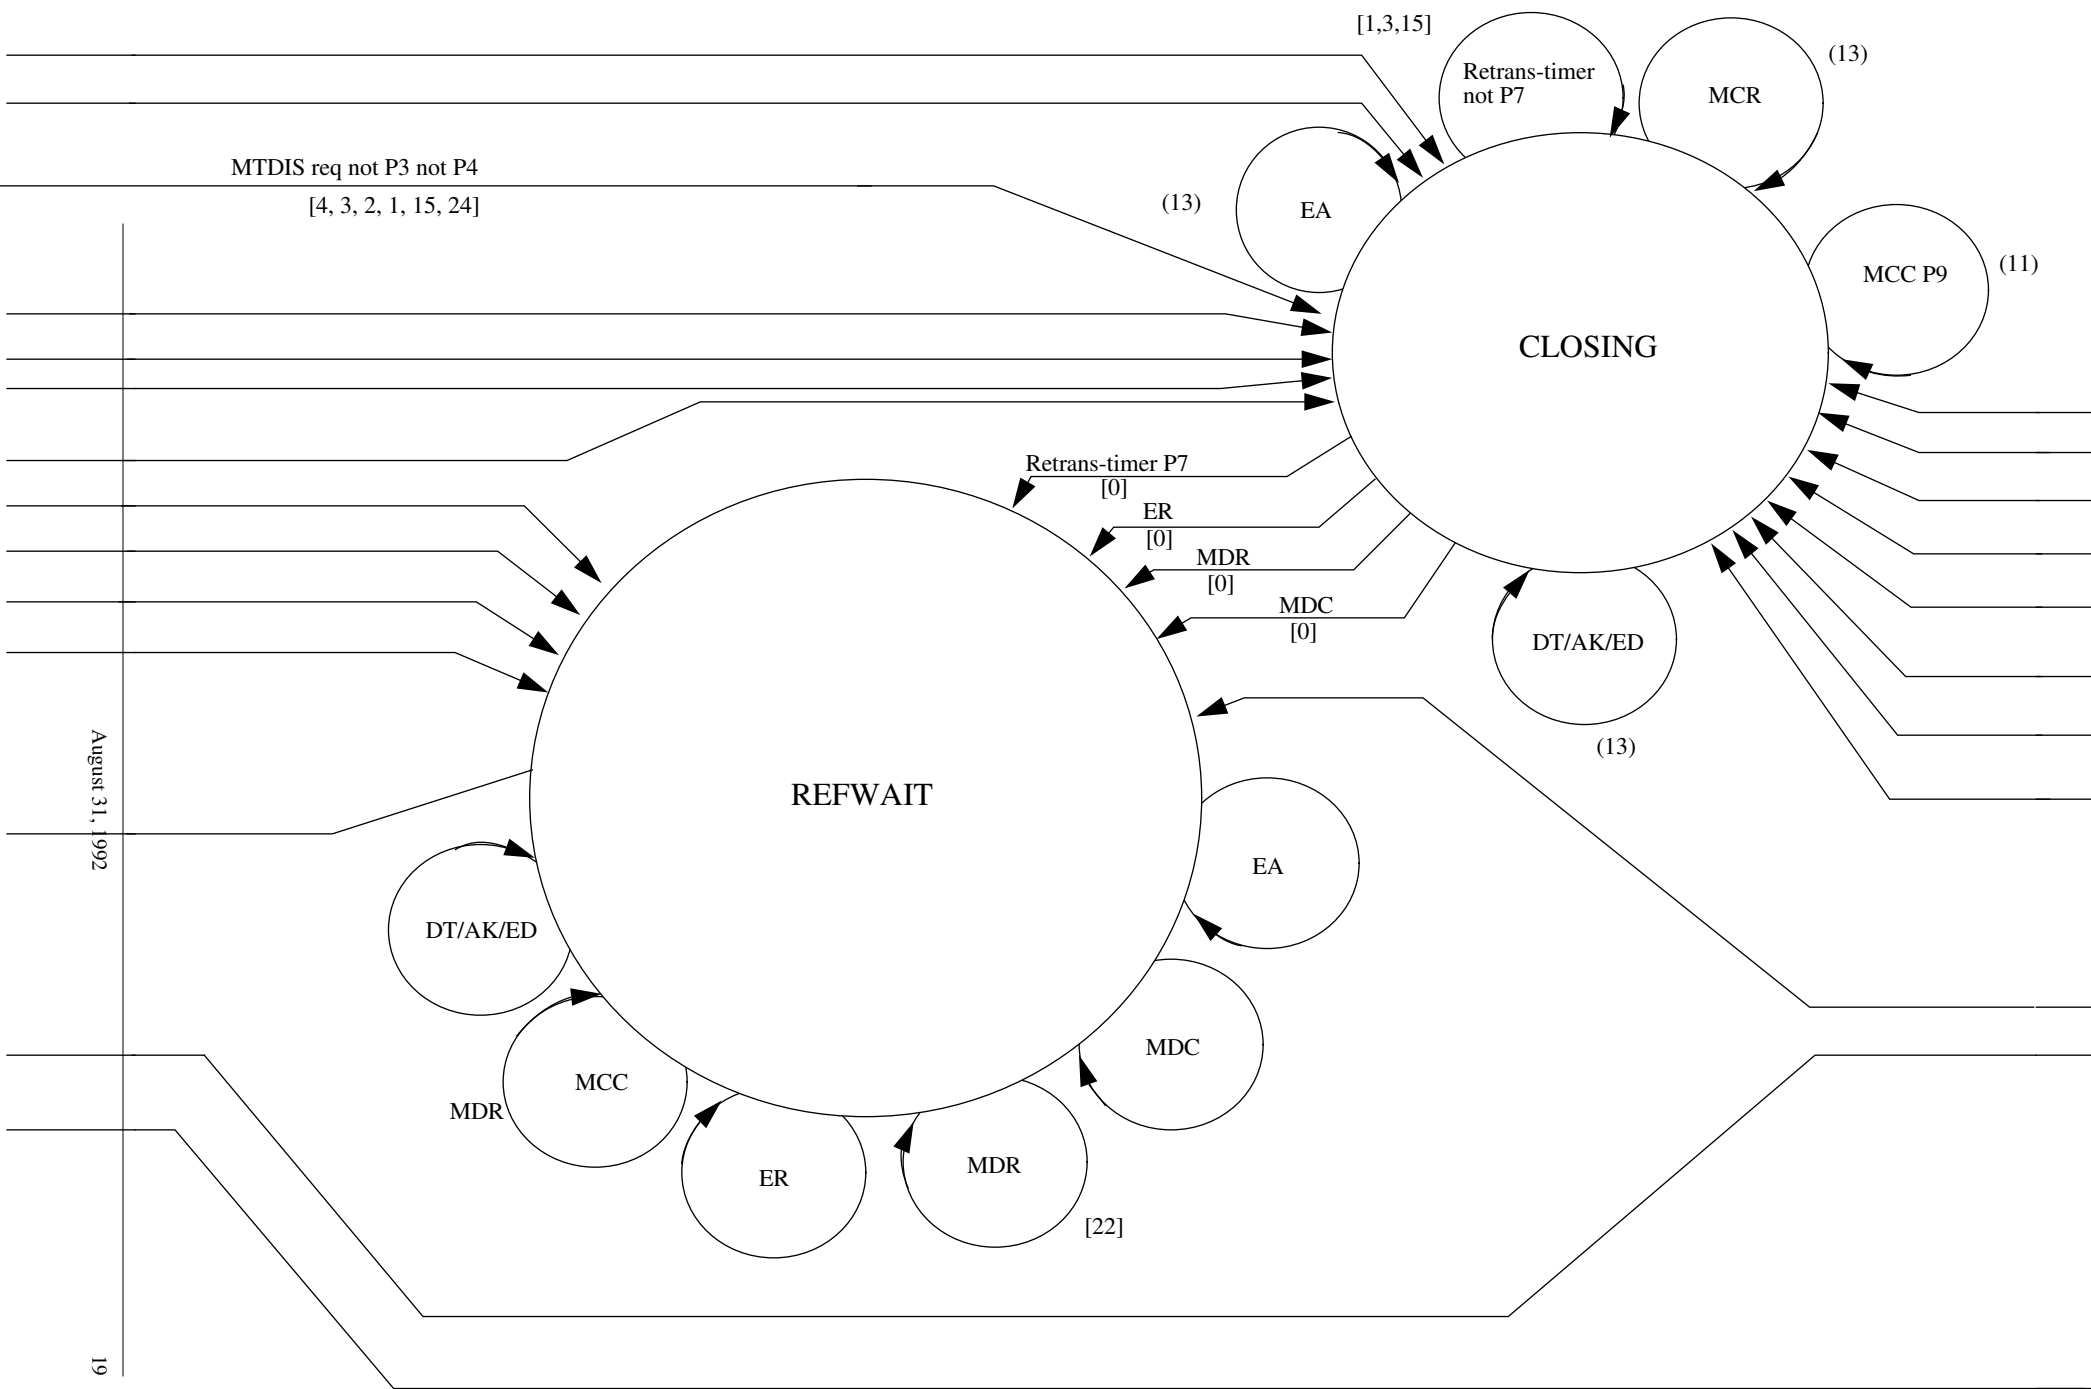 [1,3,15]
Retrans-timer
not P7
MCR
(13)
MTDIS req not P3 not P4
[4, 3, 2, 1, 15, 24]
(13)
EA
MCC P9
(11)
CLOSING
Retrans-timer P7
[0]
ER
[0]
MDR
[0]
MDC
[0]
DT/AK/ED
(13)
REFWAIT
EA
DT/AK/ED
MDC
MCC
MDR
ER
MDR
[22]
August 31, 1992
19